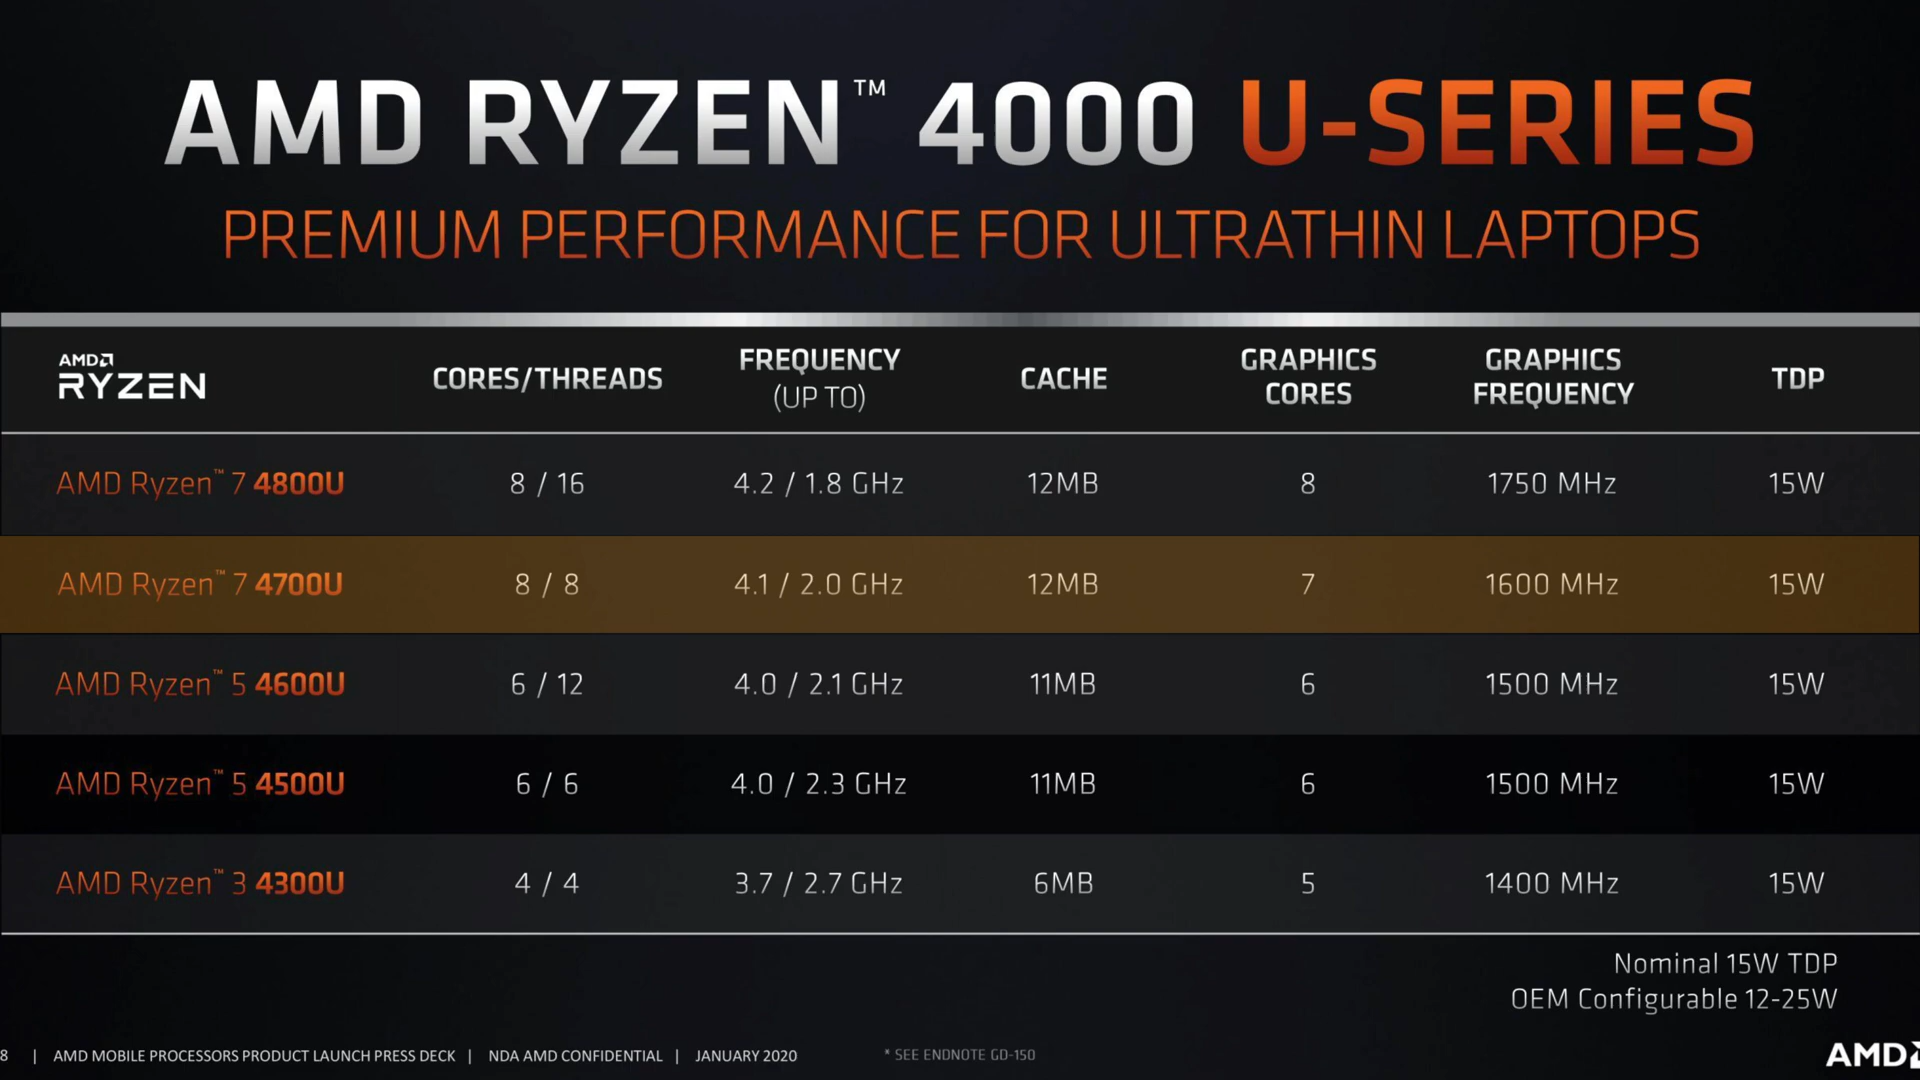 AMD RYZEN™ 4000 U-SERIES
PREMIUM PERFORMANCE FOR ULTRATHIN LAPTOPS
AMD RYZEN CORES/THREADS FREQUENCY (UP TO) CACHE GRAPHICS CORES GRAPHICS FREQUENCY TDP
AMD Ryzen™ 7 4800U 8 / 16 4.2 / 1.8 GHz 12MB 8 1750 MHz 15W
AMD Ryzen™ 7 4700U 8 / 8 4.1 / 2.0 GHz 12MB 7 1600 MHz 15W
AMD Ryzen™ 5 4600U 6 / 12 4.0 / 2.1 GHz 11MB 6 1500 MHz 15W
AMD Ryzen™ 5 4500U 6 / 6 4.0 / 2.3 GHz 11MB 6 1500 MHz 15W
AMD Ryzen™ 3 4300U 4 / 4 3.7 / 2.7 GHz 6MB 5 1400 MHz 15W
Nominal 15W TDP
OEM Configurable 12-25W
8 | AMD MOBILE PROCESSORS PRODUCT LAUNCH PRESS DECK | NDA AMD CONFIDENTIAL | JANUARY 2020 * SEE ENDNOTE GD-150 AMD